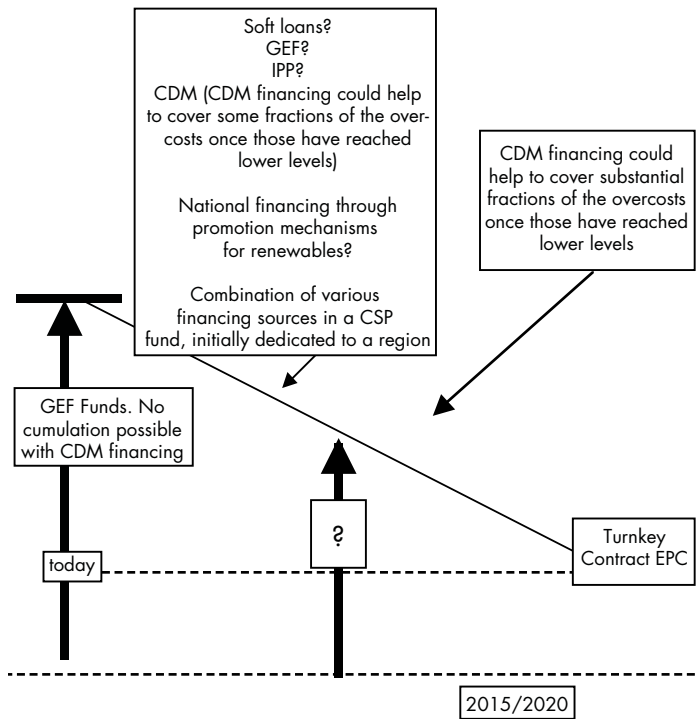 Soft loans?
GEF?
IPP?
CDM (CDM financing could help
to cover some fractions of the over-
costs once those have reached
lower levels)
National financing through
promotion mechanisms
for renewables?
Combination of various
financing sources in a CSP
fund, initially dedicated to a region
CDM financing could
help to cover substantial
fractions of the overcosts
once those have reached
lower levels
GEF Funds. No
cumulation possible
with CDM financing
?
Turnkey
Contract EPC
today
2015/2020